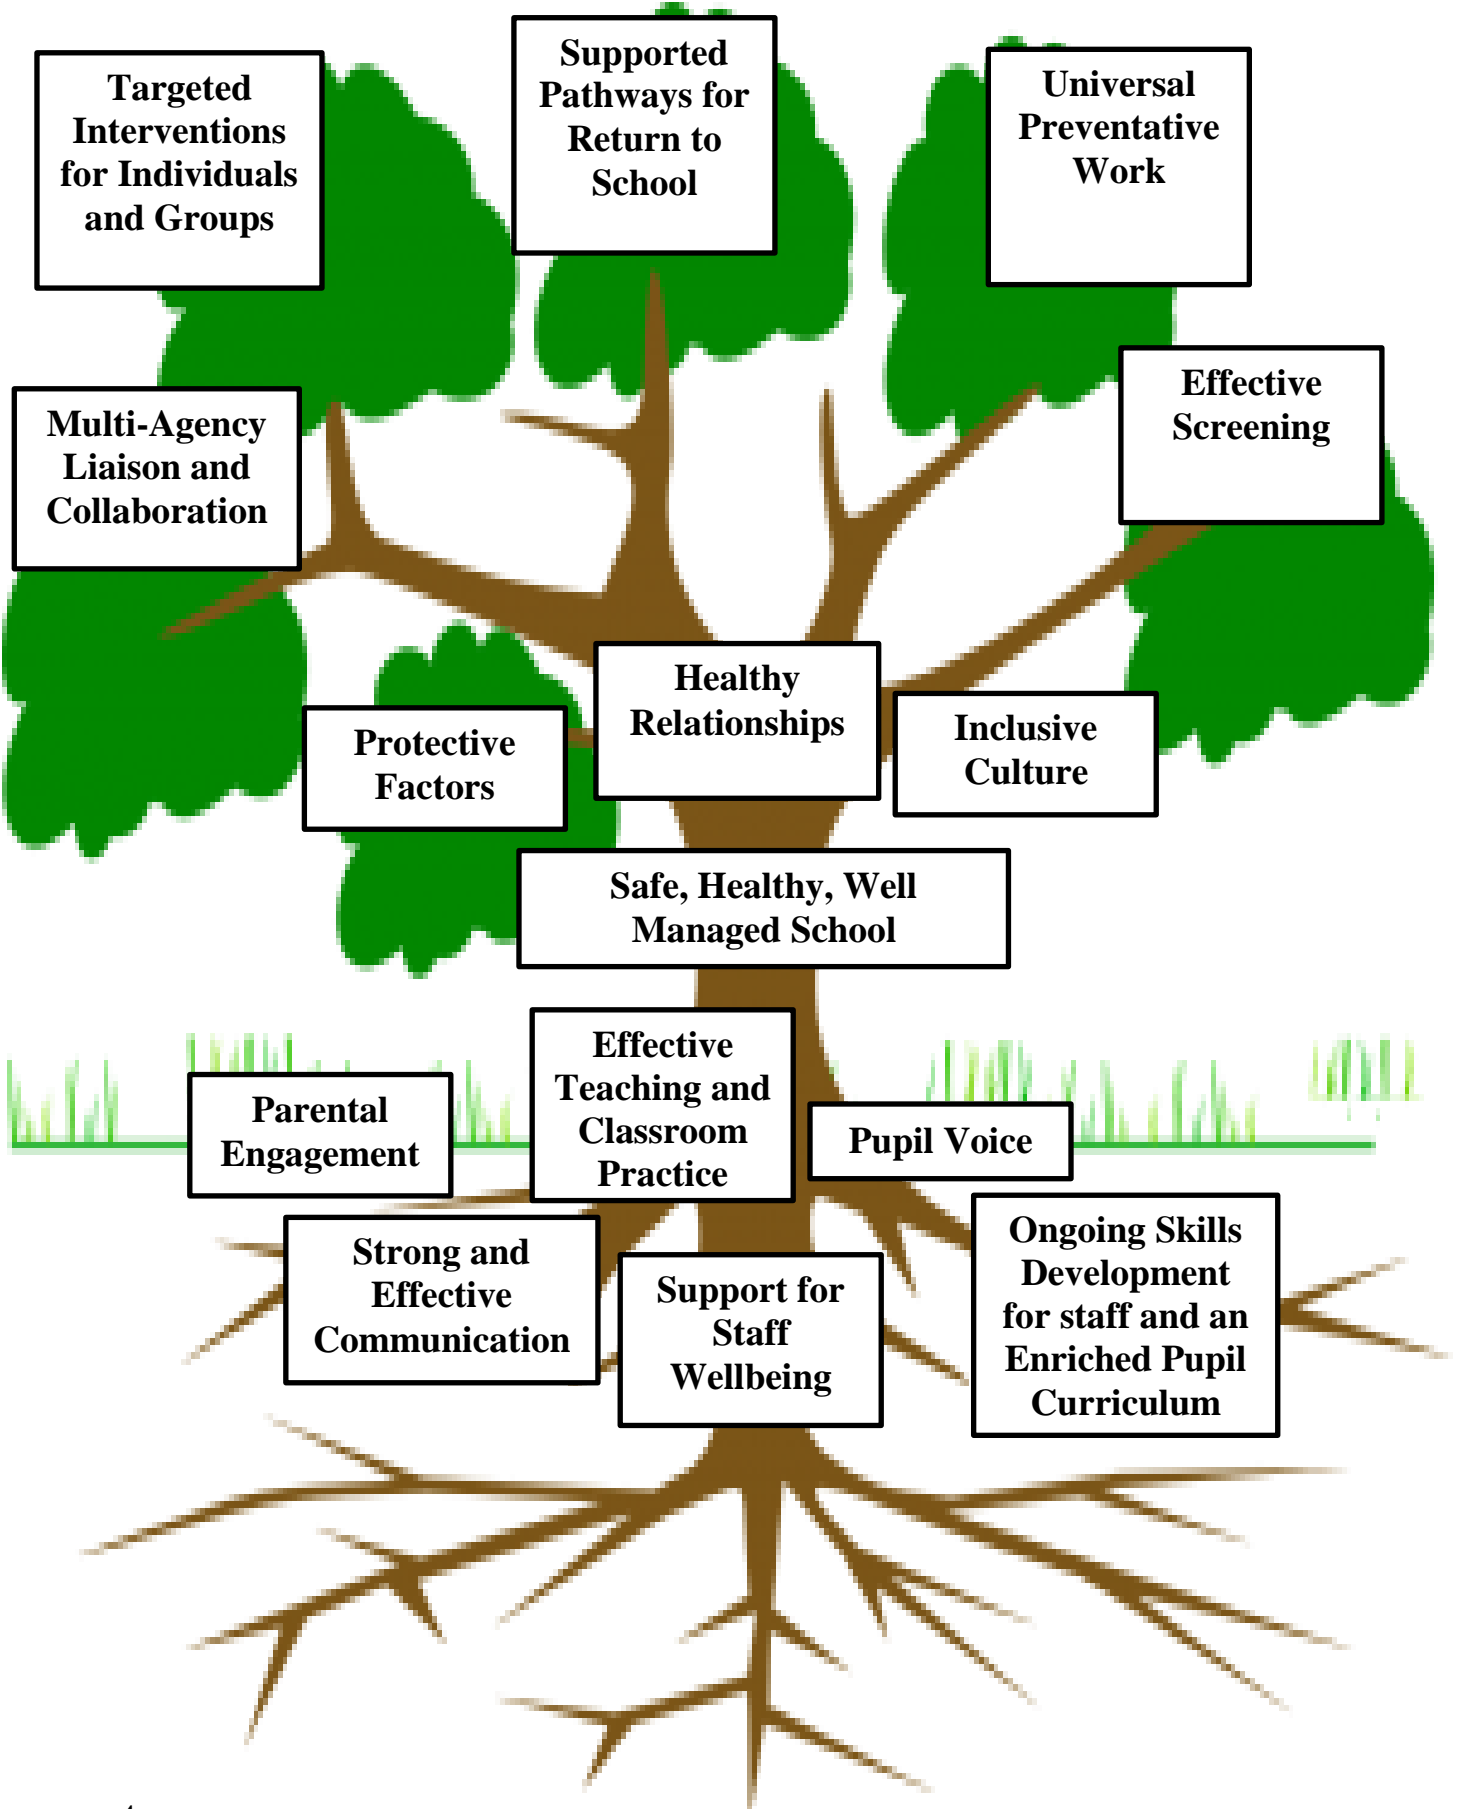 Targeted
Interventions
for Individuals
and Groups
Supported
Pathways for
Return to
School
Universal
Preventative
Work
Multi-Agency
Liaison and
Collaboration
Effective
Screening
Healthy
Relationships
Protective
Factors
Inclusive
Culture
Safe, Healthy, Well
Managed School
Effective
Teaching and
Classroom
Practice
Parental
Engagement
Pupil Voice
Strong and
Effective
Communication
Support for
Staff
Wellbeing
Ongoing Skills
Development
for staff and an
Enriched Pupil
Curriculum